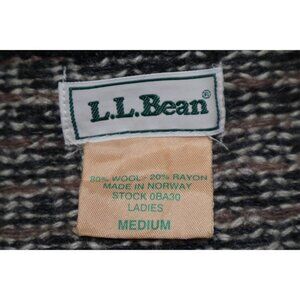 L.L.Bean®
80% WOOL - 20% RAYON
MADE IN NORWAY
STOCK 0BA30
LADIES
MEDIUM